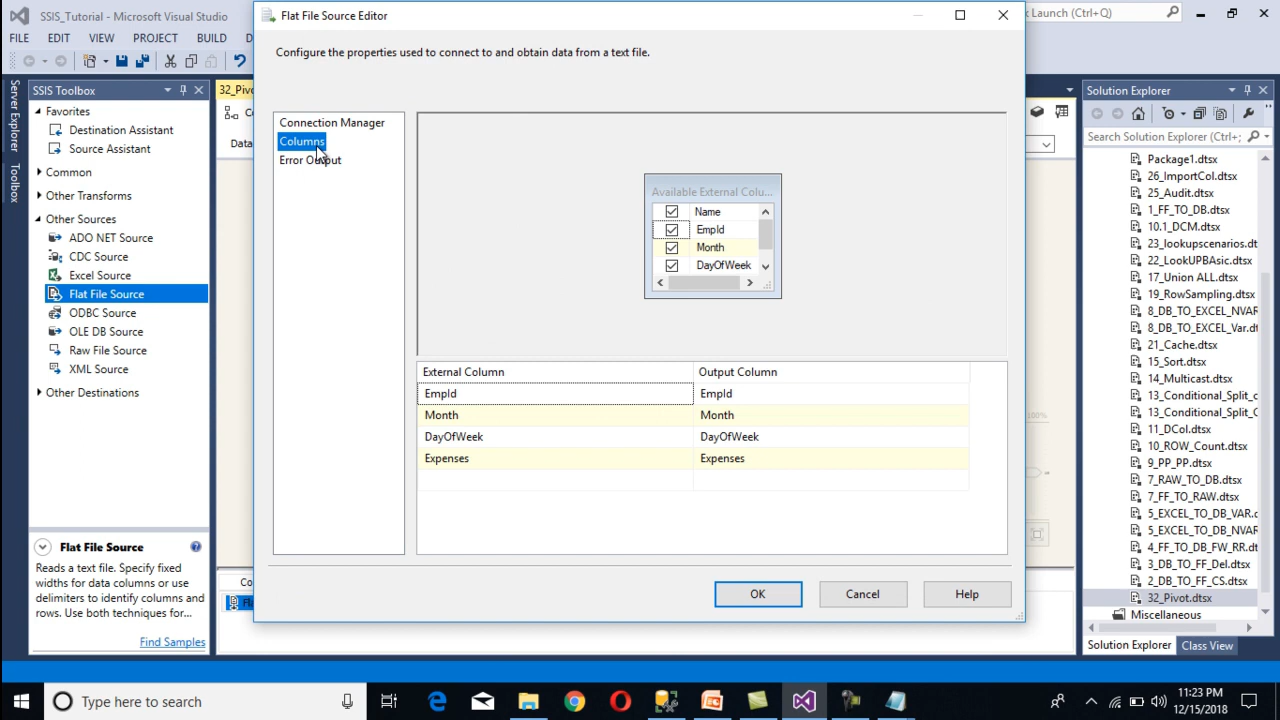 SSIS_Tutorial - Microsoft Visual Studio
Launch (Ctrl+Q)
FILE EDIT VIEW PROJECT BUILD D
Server Explorer
Toolbox
SSIS Toolbox
Favorites
Destination Assistant
Source Assistant
Common
Other Transforms
Other Sources
ADO NET Source
CDC Source
Excel Source
Flat File Source
ODBC Source
OLE DB Source
Raw File Source
XML Source
Other Destinations
Flat File Source
Reads a text file. Specify fixed
widths for data columns or use
delimiters to identify columns and
rows. Use both techniques for...
Find Samples
32_Piv
Data
Flat File Source Editor
Configure the properties used to connect to and obtain data from a text file.
Connection Manager
Columns
Error Output
Available External Colu...
Name
EmpId
Month
DayOfWeek
External Column Output Column
EmpId EmpId
Month Month
DayOfWeek DayOfWeek
Expenses Expenses
OK Cancel Help
100%
Solution Explorer
Search Solution Explorer (Ctrl+;
Package1.dtsx
26_ImportCol.dtsx
25_Audit.dtsx
1_FF_TO_DB.dtsx
10.1_DCM.dtsx
23_lookupscenarios.dt
22_LookUPBAsic.dtsx
17_Union ALL.dtsx
19_RowSampling.dtsx
8_DB_TO_EXCEL_NVAR
8_DB_TO_EXCEL_Var.dt
21_Cache.dtsx
15_Sort.dtsx
14_Multicast.dtsx
13_Conditional_Split_c
13_Conditional_Split_C
11_DCol.dtsx
10_ROW_Count.dtsx
9_PP_PP.dtsx
7_RAW_TO_DB.dtsx
7_FF_TO_RAW.dtsx
5_EXCEL_TO_DB_VAR.
5_EXCEL_TO_DB_NVAR
4_FF_TO_DB_FW_RR.dt
3_DB_TO_FF_Del.dtsx
2_DB_TO_FF_CS.dtsx
32_Pivot.dtsx
Miscellaneous
Solution Explorer Class View
Type here to search
11:23 PM
12/15/2018